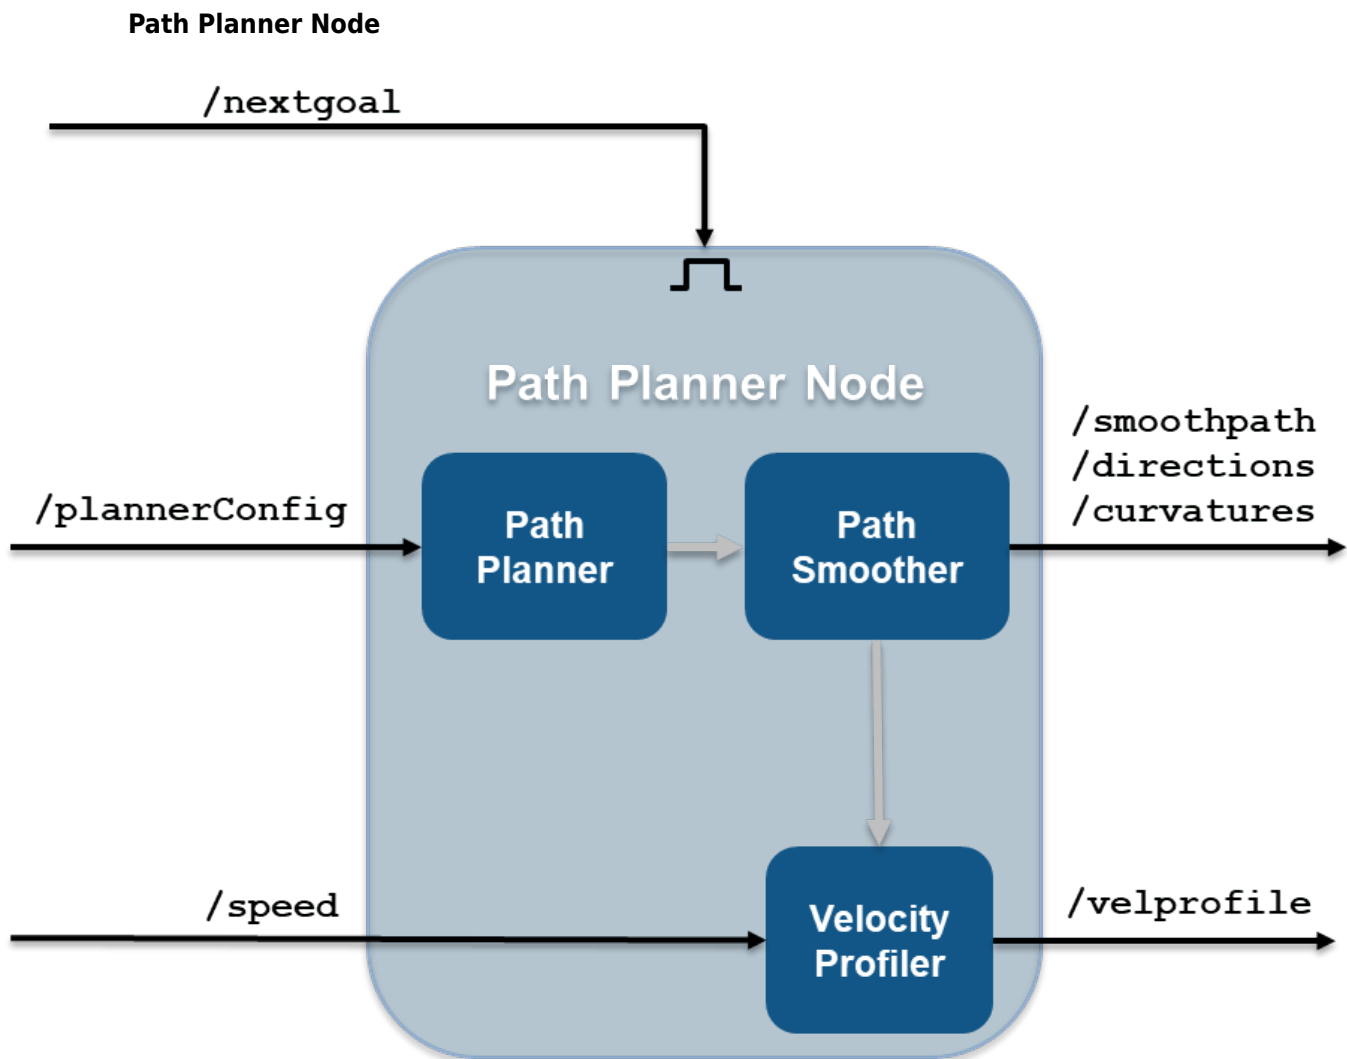 Path Planner Node
/nextgoal
Path Planner Node
/smoothpath
/directions
/curvatures
/plannerConfig
Path
Planner
Path
Smoother
/speed
Velocity
Profiler
/velprofile